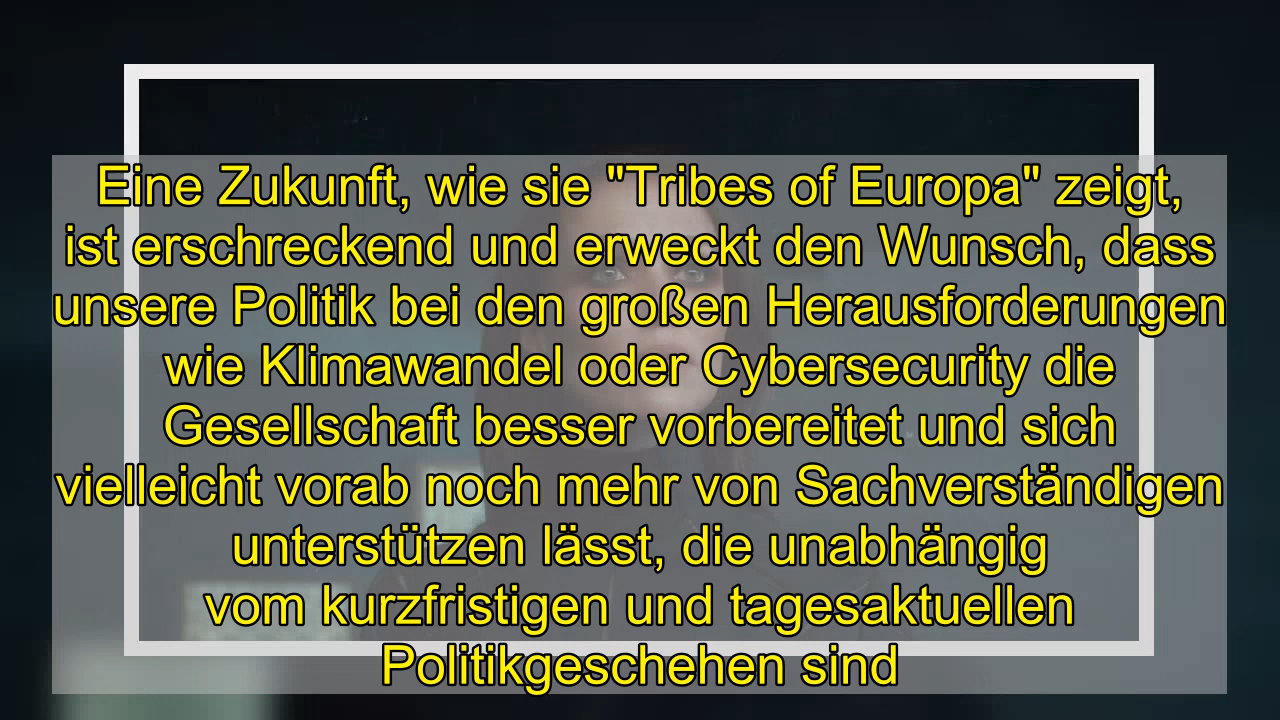 Eine Zukunft, wie sie "Tribes of Europa" zeigt,
ist erschreckend und erweckt den Wunsch, dass
unsere Politik bei den großen Herausforderungen
wie Klimawandel oder Cybersecurity die
Gesellschaft besser vorbereitet und sich
vielleicht vorab noch mehr von Sachverständigen
unterstützen lässt, die unabhängig
vom kurzfristigen und tagesaktuellen
Politikgeschehen sind